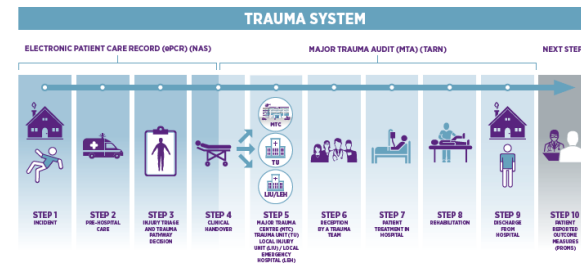 TRAUMA SYSTEM
ELECTRONIC PATIENT CARE RECORD (ePCR) (NAS)
MAJOR TRAUMA AUDIT (MTA) (TARN)
NEXT STEP
MTC
TU
LIU/LEH
STEP 1
INCIDENT
STEP 2
PRE-HOSPITAL
CARE
STEP 3
INJURY TRIAGE
AND TRAUMA
PATHWAY
DECISION
STEP 4
CLINICAL
HANDOVER
STEP 5
MAJOR TRAUMA
CENTRE (MTC)
TRAUMA UNIT (TU)
LOCAL INJURY
UNIT (LIU) / LOCAL
EMERGENCY
HOSPITAL (LEH)
STEP 6
RECEPTION
BY A TRAUMA
TEAM
STEP 7
PATIENT
TREATMENT IN
HOSPITAL
STEP 8
REHABILITATION
STEP 9
DISCHARGE
FROM
HOSPITAL
STEP 10
PATIENT
REPORTED
OUTCOME
MEASURES
(PROMS)